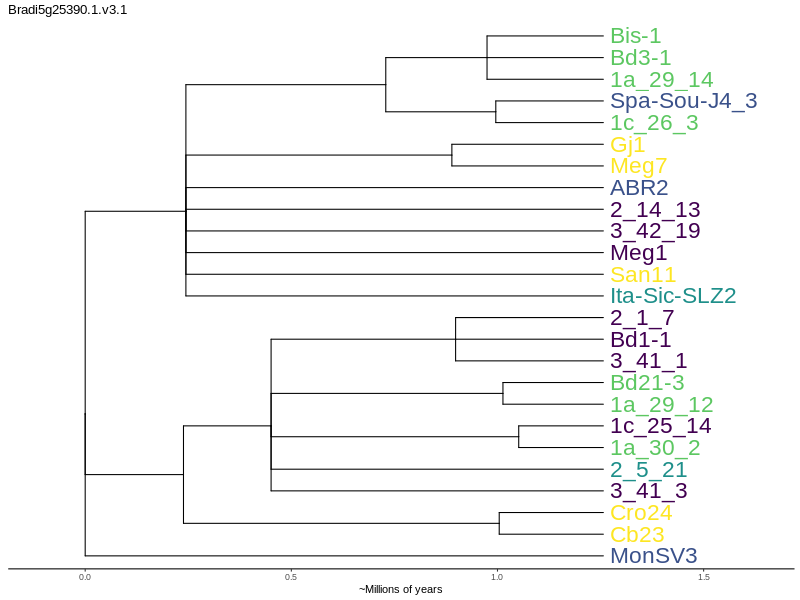 Bradi5g25390.1.v3.1
Bis-1
Bd3-1
1a_29_14
Spa-Sou-J4_3
1c_26_3
Gj1
Meg7
ABR2
2_14_13
3_42_19
Meg1
San11
Ita-Sic-SLZ2
2_1_7
Bd1-1
3_41_1
Bd21-3
1a_29_12
1c_25_14
1a_30_2
2_5_21
3_41_3
Cro24
Cb23
MonSV3
0.0 0.5 1.0 1.5
~Millions of years